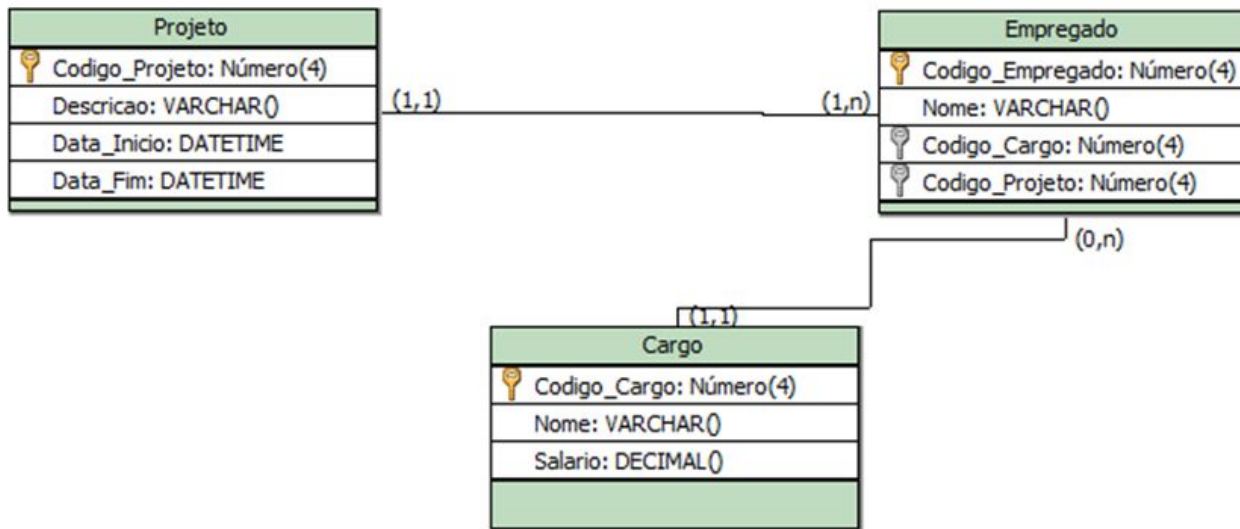 Projeto
Codigo_Projeto: Número(4)
Descricao: VARCHAR()
Data_Inicio: DATETIME
Data_Fim: DATETIME
(1,1)
(1,n)
Empregado
Codigo_Empregado: Número(4)
Nome: VARCHAR()
Codigo_Cargo: Número(4)
Codigo_Projeto: Número(4)
(0,n)
(1,1)
Cargo
Codigo_Cargo: Número(4)
Nome: VARCHAR()
Salario: DECIMAL()